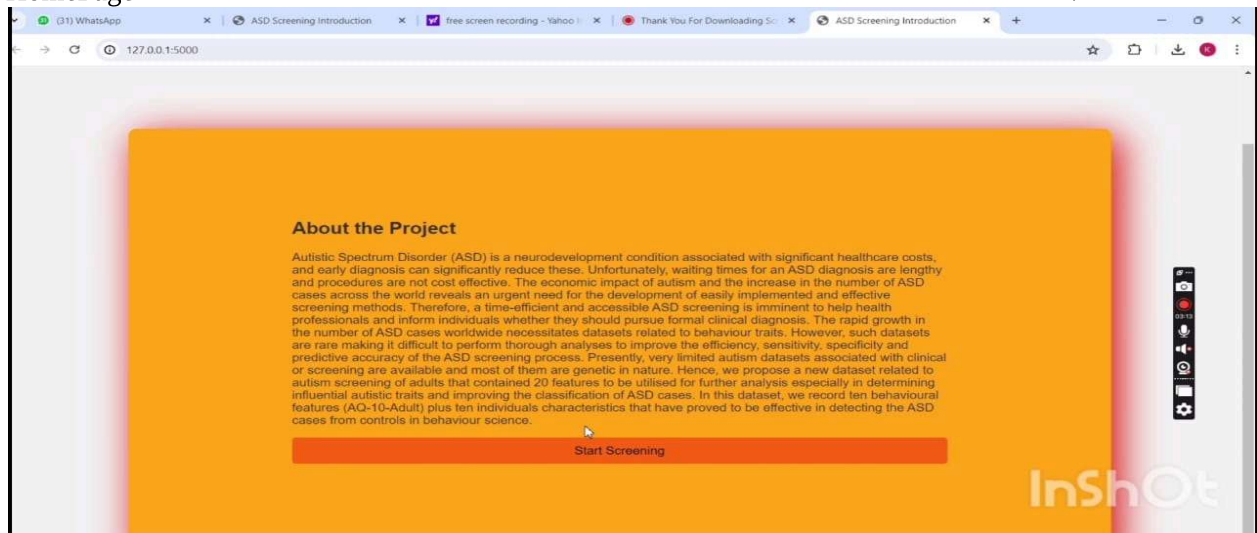 (31) WhatsApp
ASD Screening Introduction
free screen recording - Yahoo
Thank You For Downloading
ASD Screening Introduction
127.0.0.1:5000
K
About the Project
Autistic Spectrum Disorder (ASD) is a neurodevelopment condition associated with significant healthcare costs,
and early diagnosis can significantly reduce these. Unfortunately, waiting times for an ASD diagnosis are lengthy
and procedures are not cost effective. The economic impact of autism and the increase in the number of ASD
cases across the world reveals an urgent need for the development of easily implemented and effective
screening methods. Therefore, a time-efficient and accessible ASD screening is imminent to help health
professionals and inform individuals whether they should pursue formal clinical diagnosis. The rapid growth in
the number of ASD cases worldwide necessitates datasets related to behaviour traits. However, such datasets
are rare making it difficult to perform thorough analyses to improve the efficiency, sensitivity, specificity and
predictive accuracy of the ASD screening process. Presently, very limited autism datasets associated with clinical
or screening are available and most of them are genetic in nature. Hence, we propose a new dataset related to
autism screening of adults that contained 20 features to be utilised for further analysis especially in determining
influential autistic traits and improving the classification of ASD cases. In this dataset, we record ten behavioural
features (AQ-10-Adult) plus ten individuals characteristics that have proved to be effective in detecting the ASD
cases from controls in behaviour science.
Start Screening
03:13
InShOt